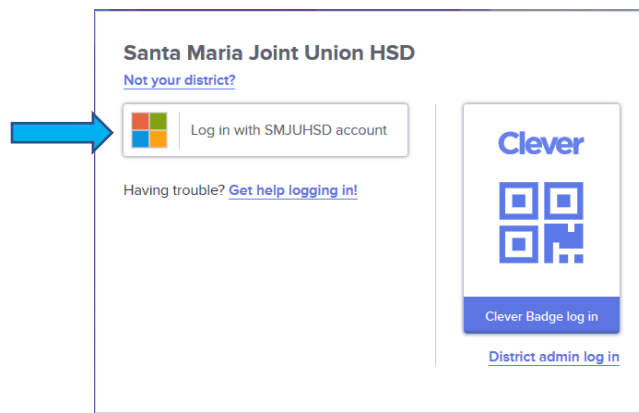 Santa Maria Joint Union HSD
Not your district?
Log in with SMJUHSD account
Having trouble? Get help logging in!
Clever
Clever Badge log in
District admin log in